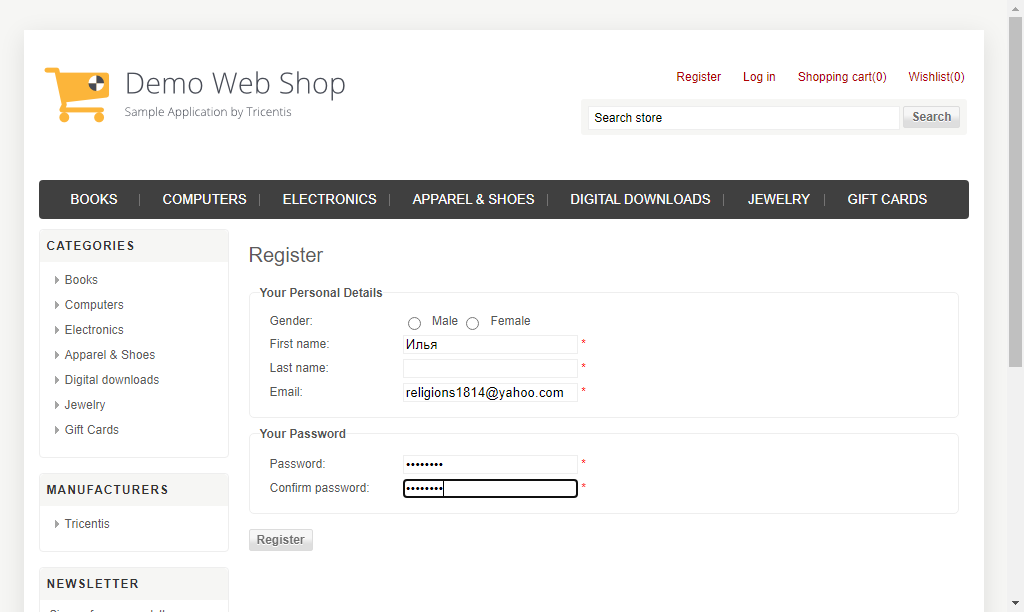 Demo Web Shop
Sample Application by Tricentis
Register Log in Shopping cart(0) Wishlist(0)
Search store Search
BOOKS COMPUTERS ELECTRONICS APPAREL & SHOES DIGITAL DOWNLOADS JEWELRY GIFT CARDS
CATEGORIES
Books
Computers
Electronics
Apparel & Shoes
Digital downloads
Jewelry
Gift Cards
MANUFACTURERS
Tricentis
NEWSLETTER
Register
Your Personal Details
Gender: Male Female
First name: Илья *
Last name: *
Email: religions1814@yahoo.com *
Your Password
Password: •••••••• *
Confirm password: •••••••• *
Register